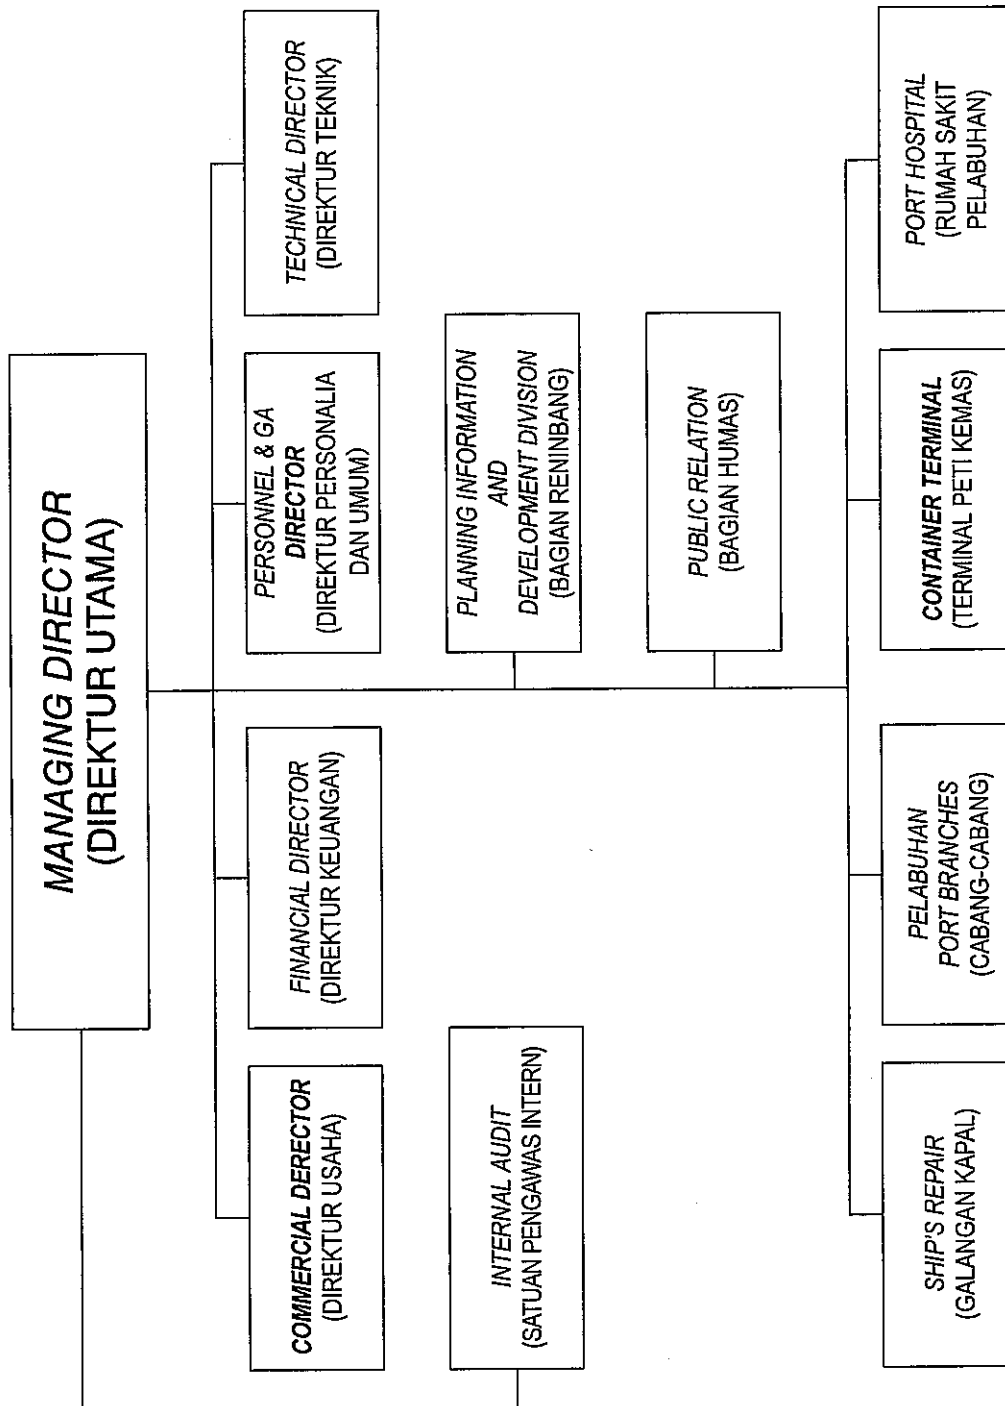 MANAGING DIRECTOR
(DIREKTUR UTAMA)
COMMERCIAL DERECTOR
(DIREKTUR USAHA)
FINANCIAL DIRECTOR
(DIREKTUR KEUANGAN)
PERSONNEL & GA
DIRECTOR
(DIREKTUR PERSONALIA
DAN UMUM)
TECHNICAL DIRECTOR
(DIREKTUR TEKNIK)
INTERNAL AUDIT
(SATUAN PENGAWAS INTERN)
PLANNING INFORMATION
AND
DEVELOPMENT DIVISION
(BAGIAN RENINBANG)
PUBLIC RELATION
(BAGIAN HUMAS)
SHIP'S REPAIR
(GALANGAN KAPAL)
PELABUHAN
PORT BRANCHES
(CABANG-CABANG)
CONTAINER TERMINAL
(TERMINAL PETI KEMAS)
PORT HOSPITAL
(RUMAH SAKIT
PELABUHAN)